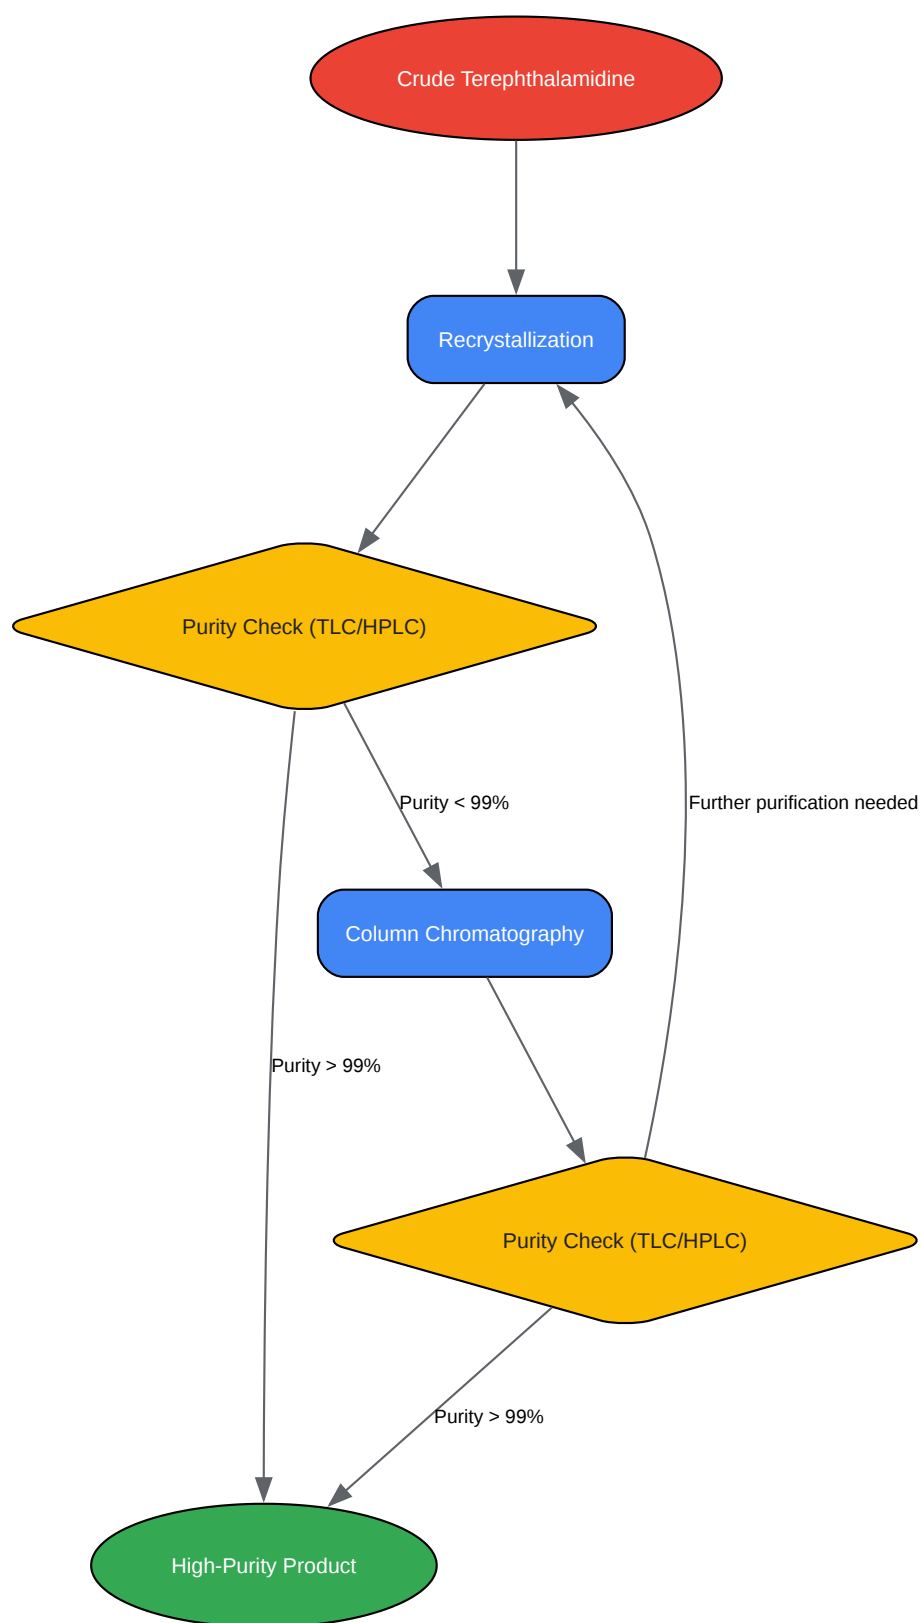 Crude Terephthalamidine
Recrystallization
Purity Check (TLC/HPLC)
Purity < 99%
Further purification needed
Column Chromatography
Purity > 99%
Purity Check (TLC/HPLC)
Purity > 99%
High-Purity Product